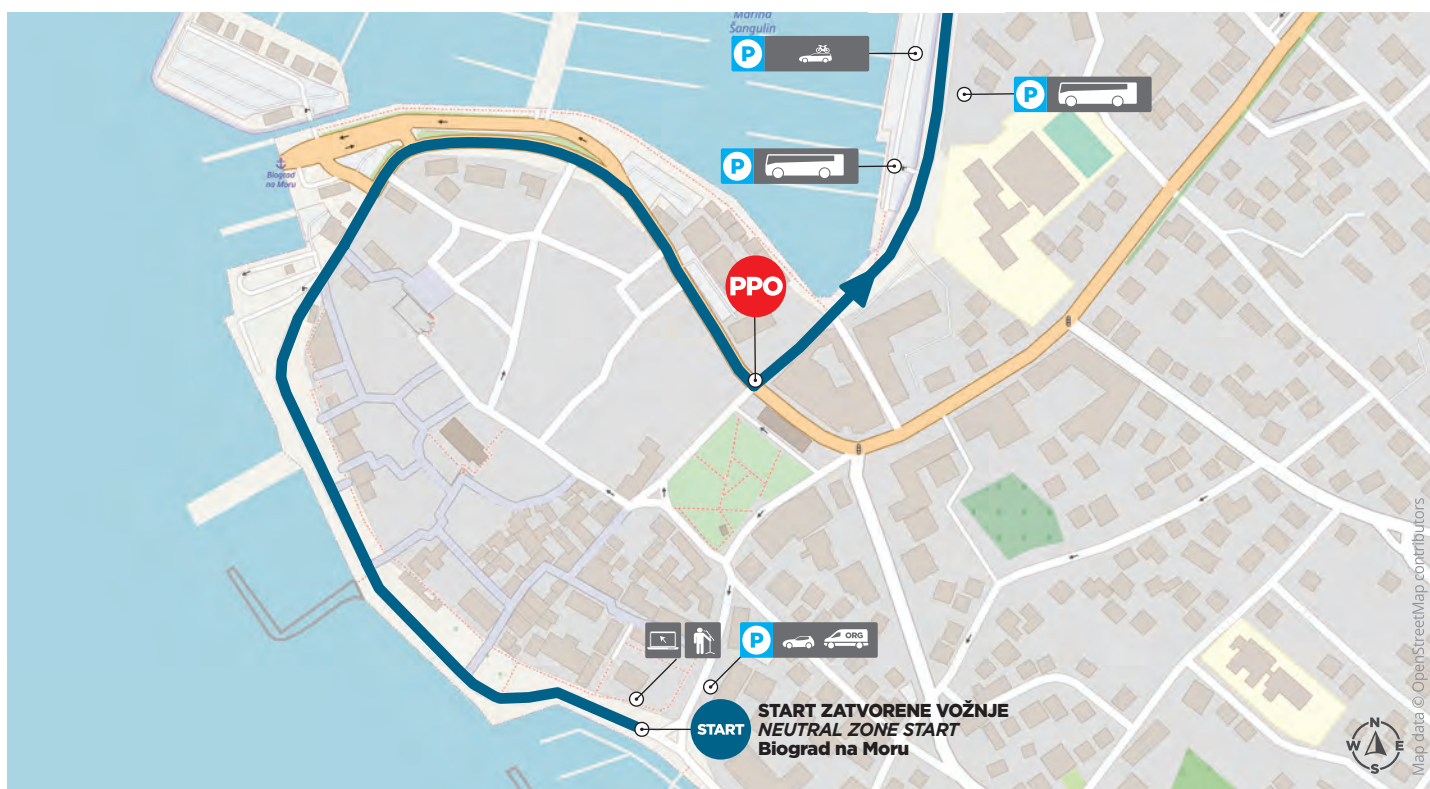 Marina
Šangulin
P
P
P
Biograd
na Moru
PPO
P
ORG
START
START ZATVORENE VOŽNJE
NEUTRAL ZONE START
Biograd na Moru
N
W
E
S
Map data © OpenStreetMap contributors